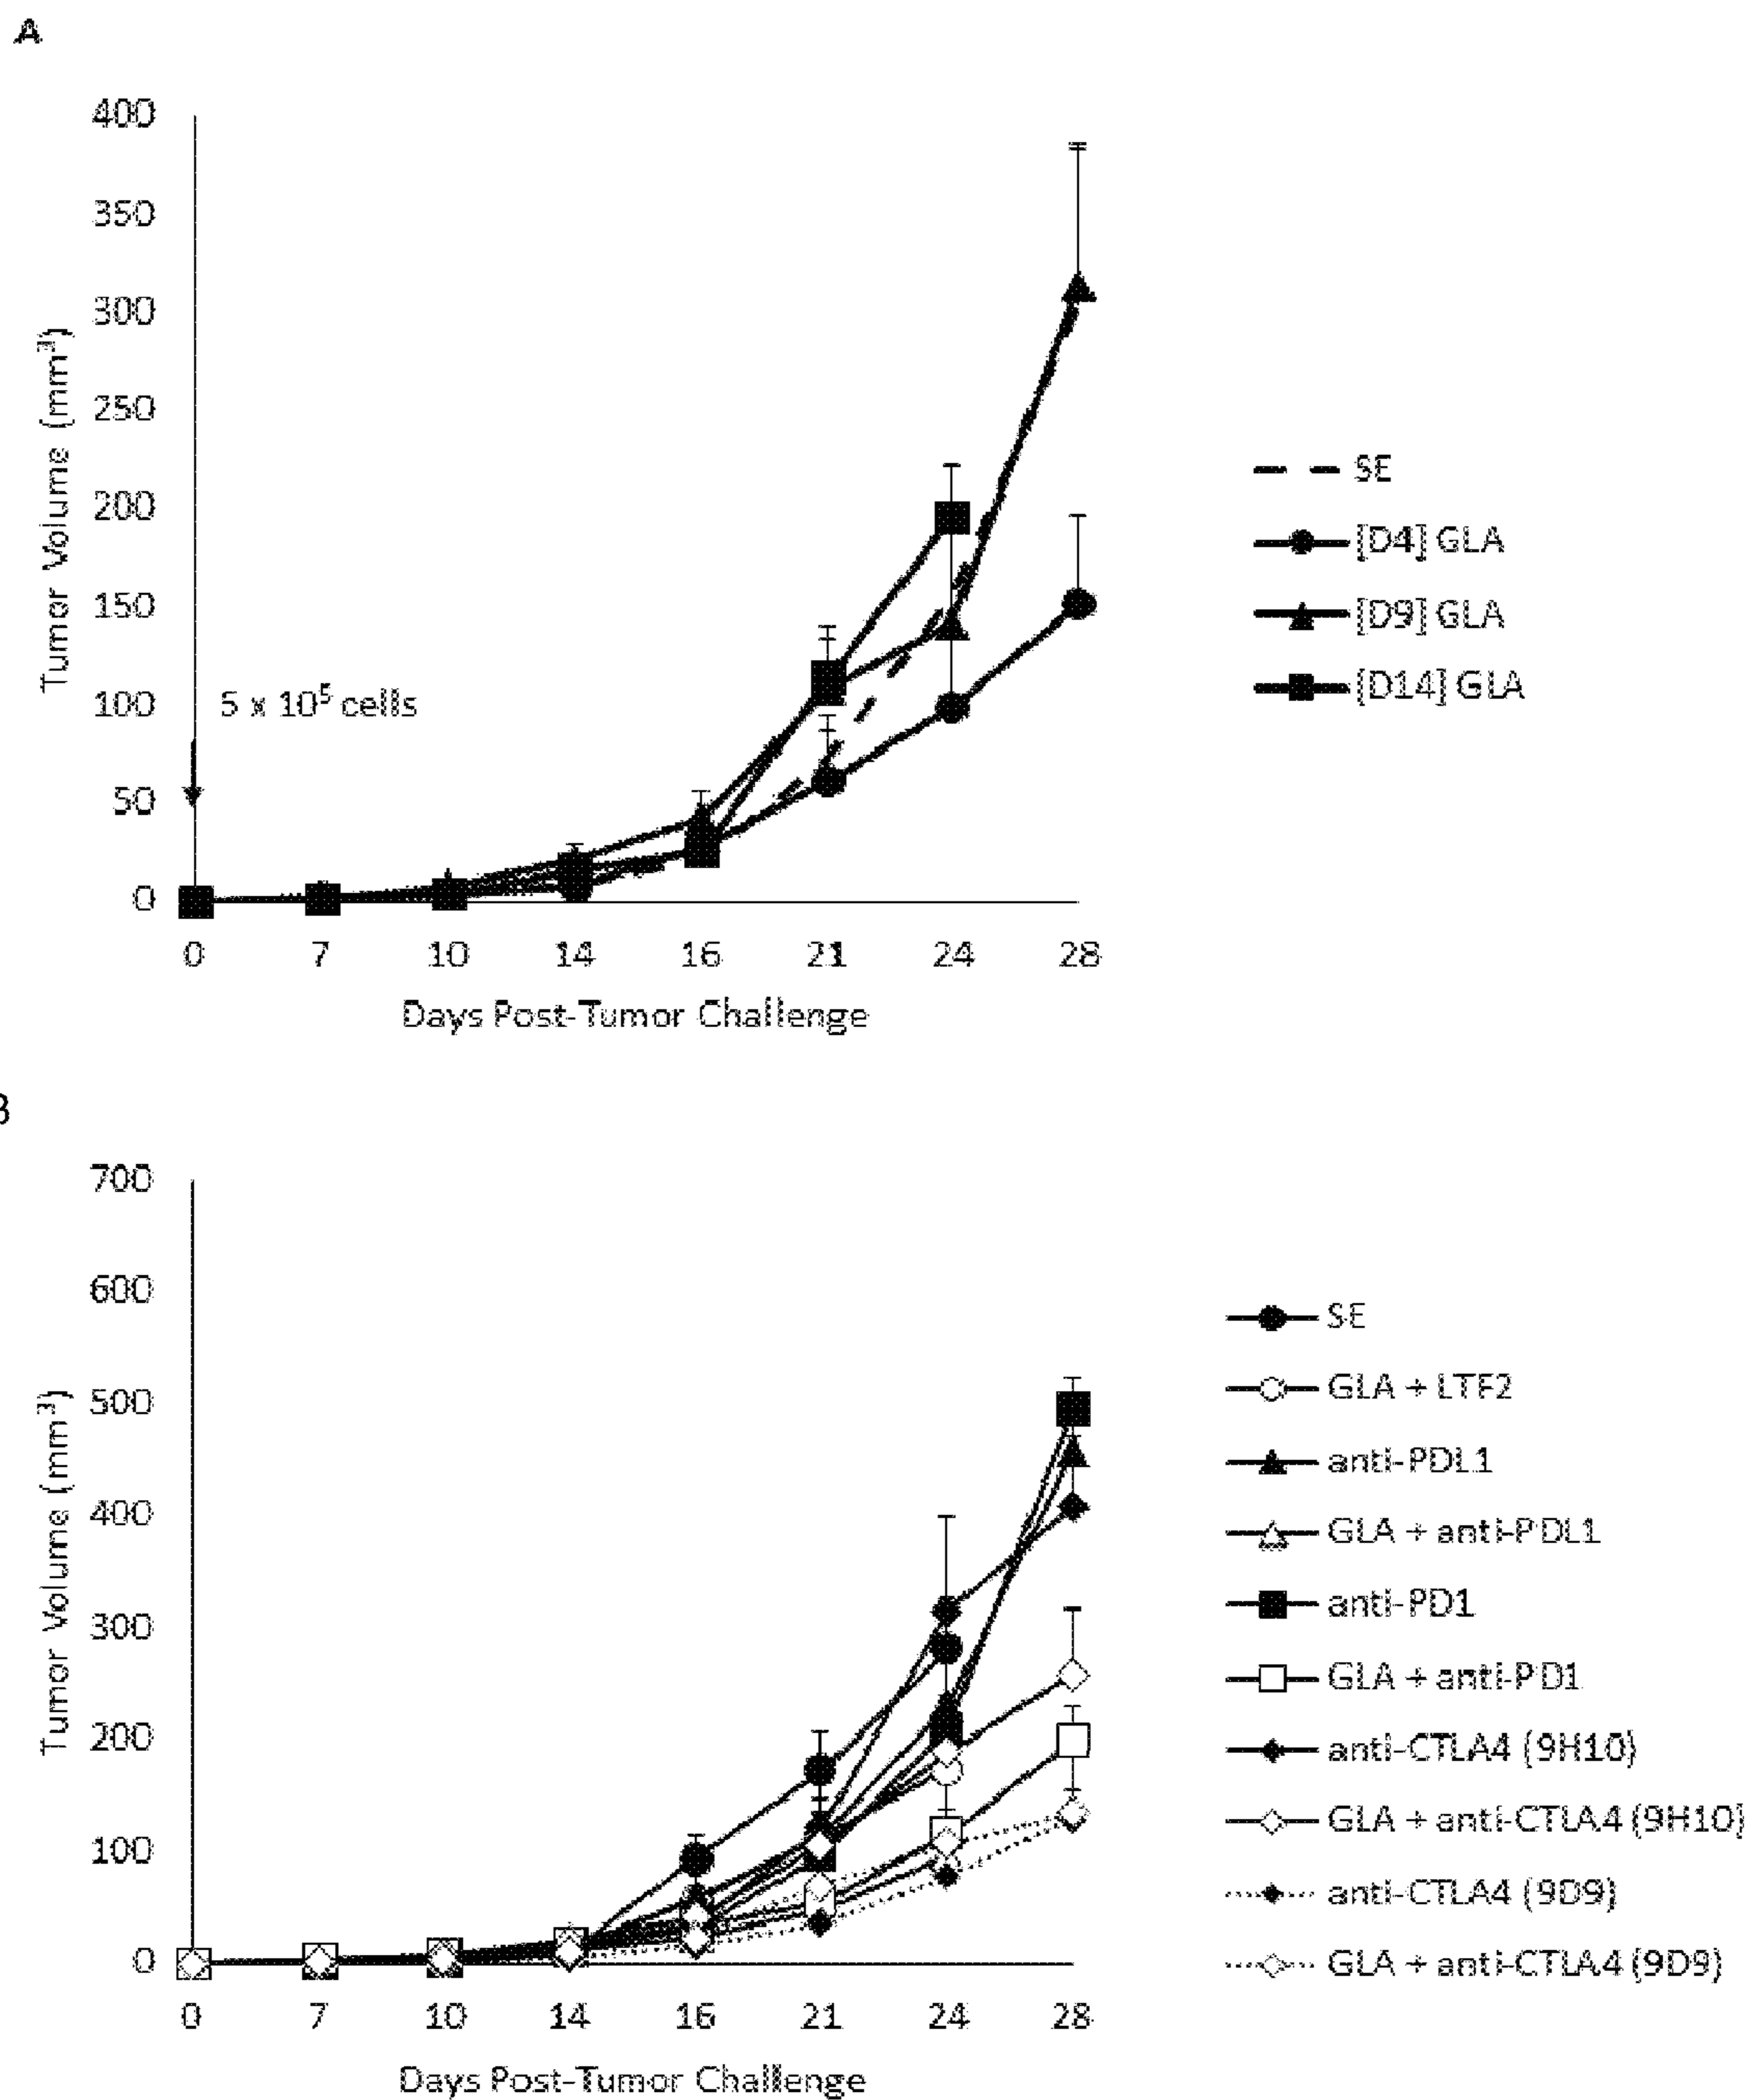 A
400
350
300
250
200
150
100
50
0
Tumor Volume (mm³)
5 x 10⁵ cells
0 7 10 14 16 21 24 28
Days Post-Tumor Challenge
SE
[D4] GLA
[D9] GLA
[D14] GLA
B
700
600
500
400
300
200
100
0
Tumor Volume (mm³)
0 7 10 14 16 21 24 28
Days Post-Tumor Challenge
SE
GLA + LTF2
anti-PDL1
GLA + anti-PDL1
anti-PD1
GLA + anti-PD1
anti-CTLA4 (9H10)
GLA + anti-CTLA4 (9H10)
anti-CTLA4 (9D9)
GLA + anti-CTLA4 (9D9)